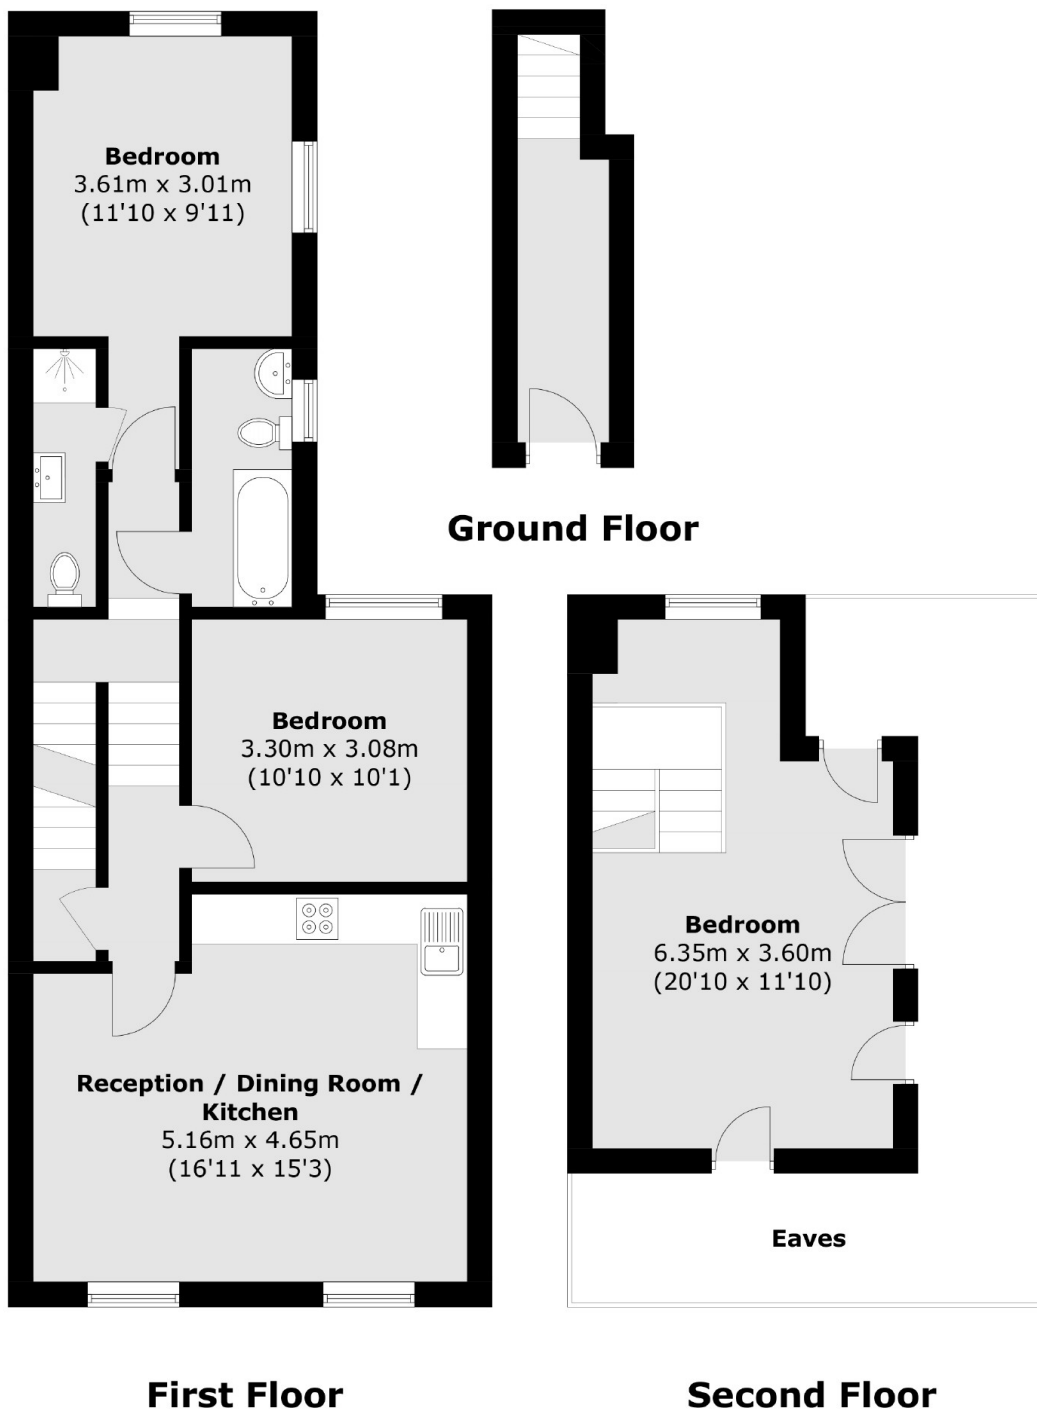 Bedroom
3.61m x 3.01m
(11'10 x 9'11)
Ground Floor
Bedroom
3.30m x 3.08m
(10'10 x 10'1)
Bedroom
6.35m x 3.60m
(20'10 x 11'10)
Reception / Dining Room /
Kitchen
5.16m x 4.65m
(16'11 x 15'3)
Eaves
First Floor
Second Floor